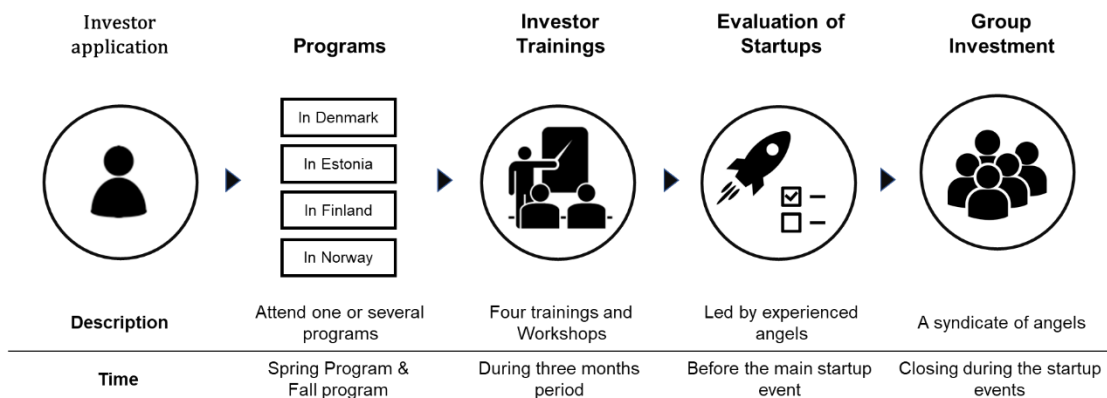 Investor
application
Programs
Investor
Trainings
Evaluation of
Startups
Group
Investment
In Denmark
In Estonia
In Finland
In Norway
Description
Attend one or several
programs
Four trainings and
Workshops
Led by experienced
angels
A syndicate of angels
Time
Spring Program &
Fall program
During three months
period
Before the main startup
event
Closing during the startup
events